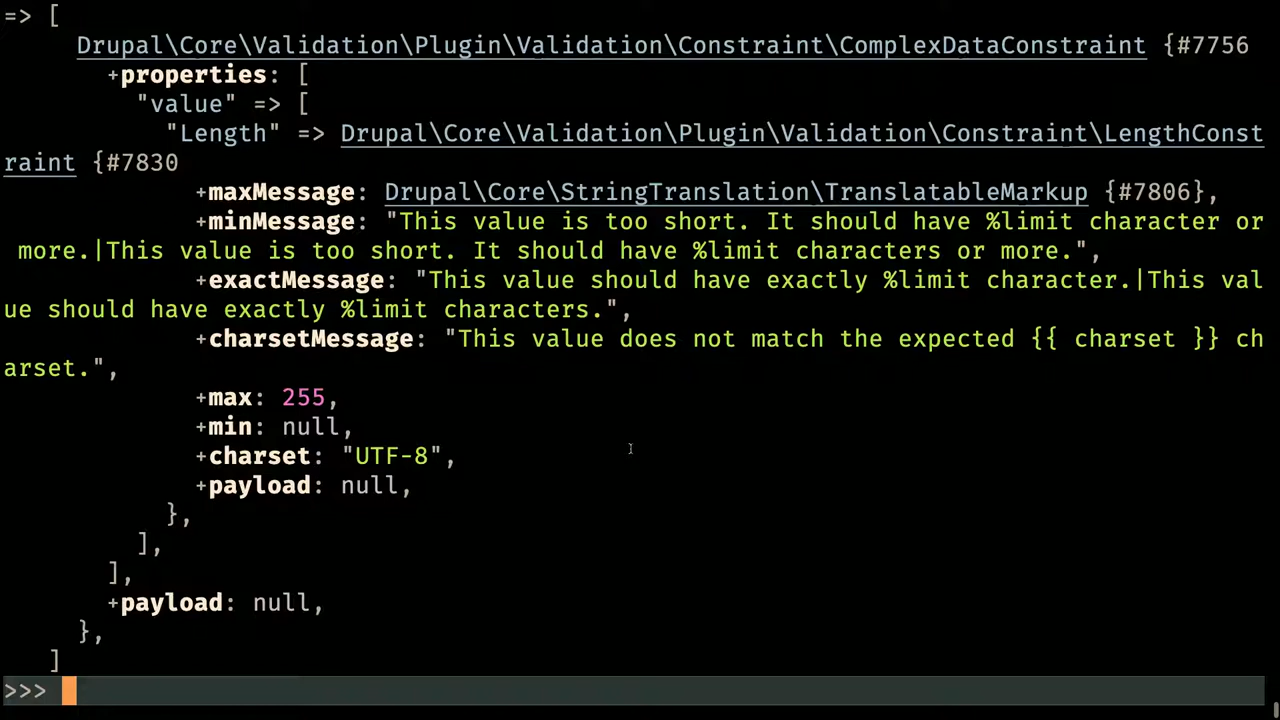 => [
Drupal\Core\Validation\Plugin\Validation\Constraint\ComplexDataConstraint {#7756
+properties: [
"value" => [
"Length" => Drupal\Core\Validation\Plugin\Validation\Constraint\LengthConst
raint {#7830
+maxMessage: Drupal\Core\StringTranslation\TranslatableMarkup {#7806},
+minMessage: "This value is too short. It should have %limit character or
more.|This value is too short. It should have %limit characters or more.",
+exactMessage: "This value should have exactly %limit character.|This val
ue should have exactly %limit characters.",
+charsetMessage: "This value does not match the expected {{ charset }} ch
arset.",
+max: 255,
+min: null,
+charset: "UTF-8",
+payload: null,
},
],
],
+payload: null,
},
]
>>>